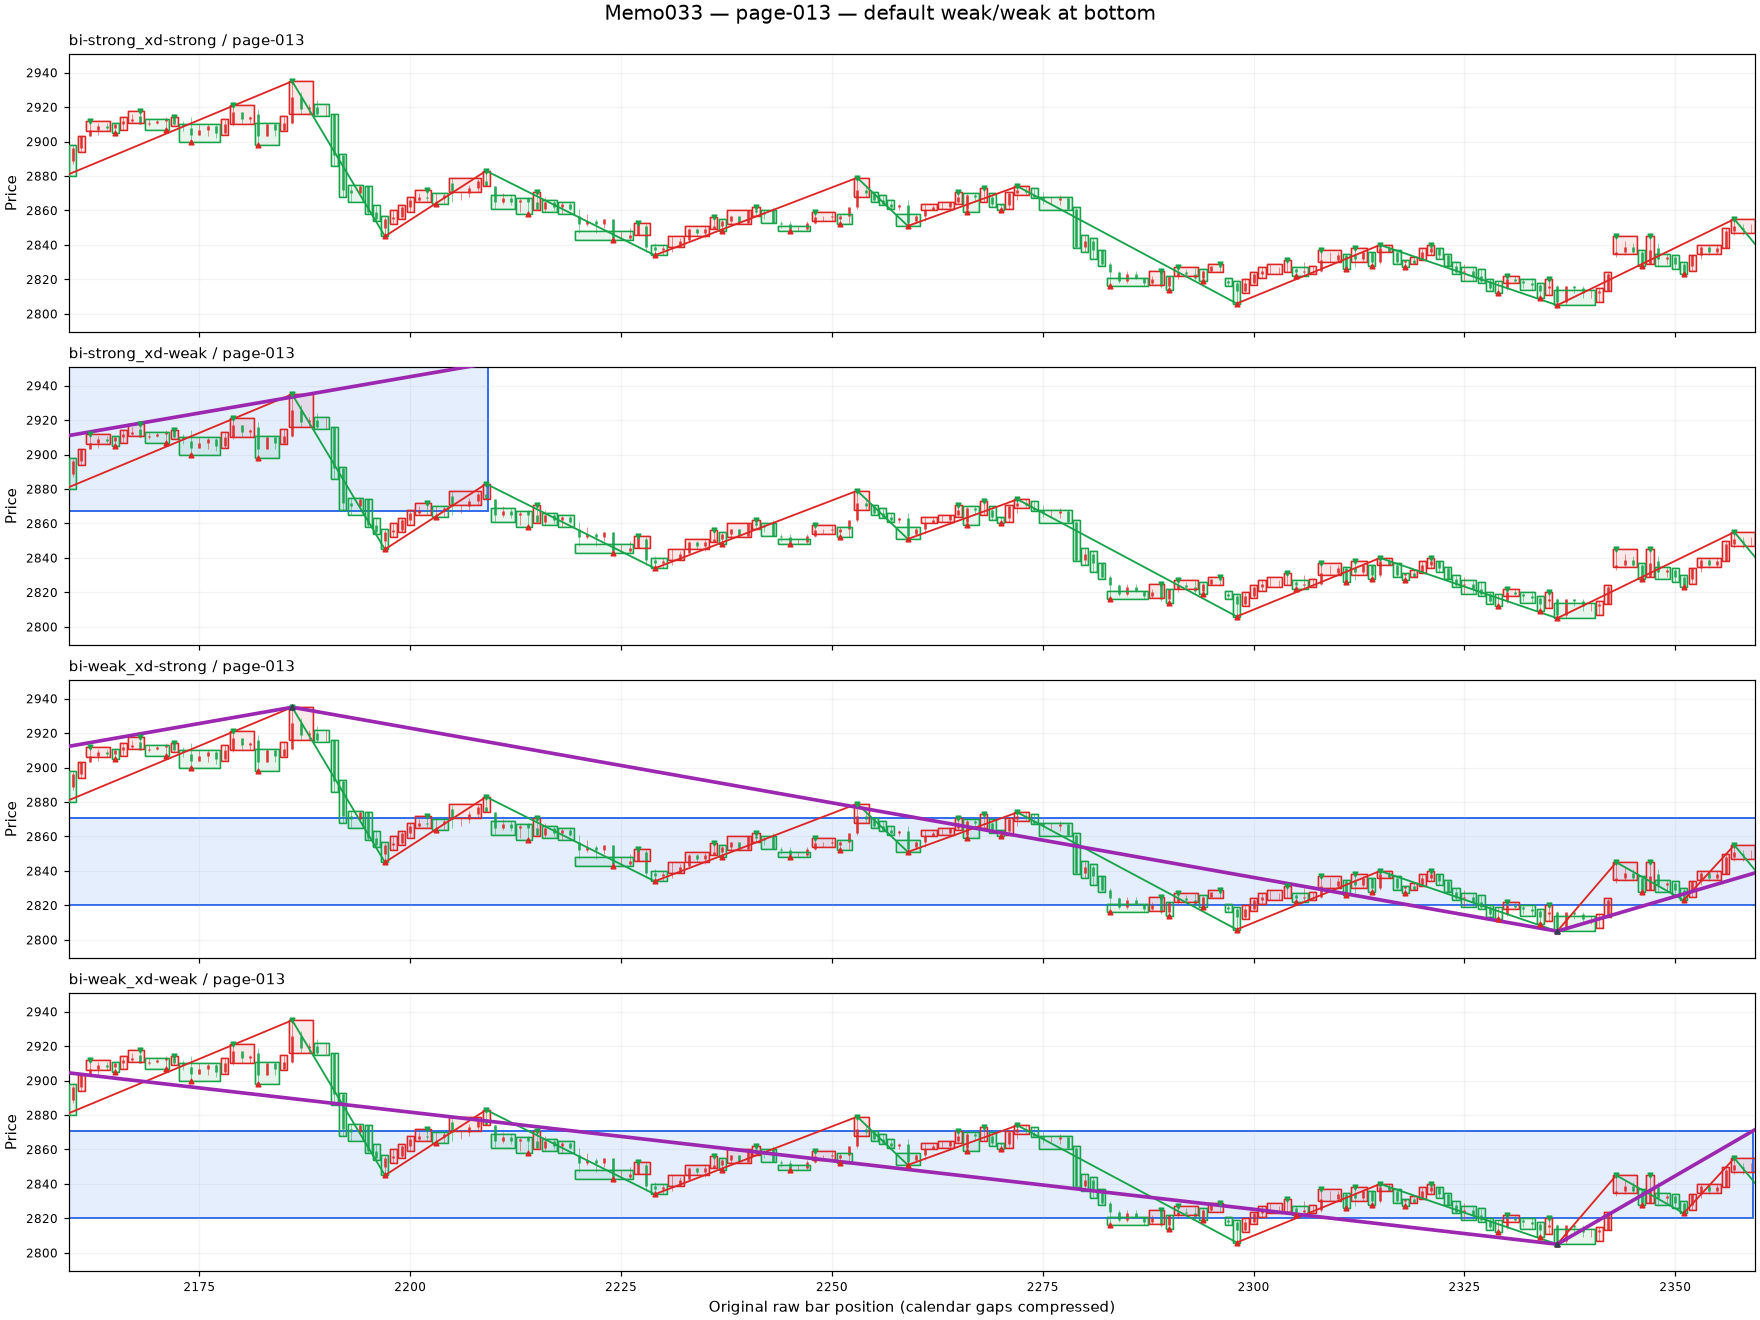 Memo033 — page-013 — default weak/weak at bottom
bi-strong_xd-strong / page-013
2940
2920
2900
2880
2860
2840
2820
2800
Price
bi-strong_xd-weak / page-013
2940
2920
2900
2880
2860
2840
2820
2800
Price
bi-weak_xd-strong / page-013
2940
2920
2900
2880
2860
2840
2820
2800
Price
bi-weak_xd-weak / page-013
2940
2920
2900
2880
2860
2840
2820
2800
Price
2175 2200 2225 2250 2275 2300 2325 2350
Original raw bar position (calendar gaps compressed)